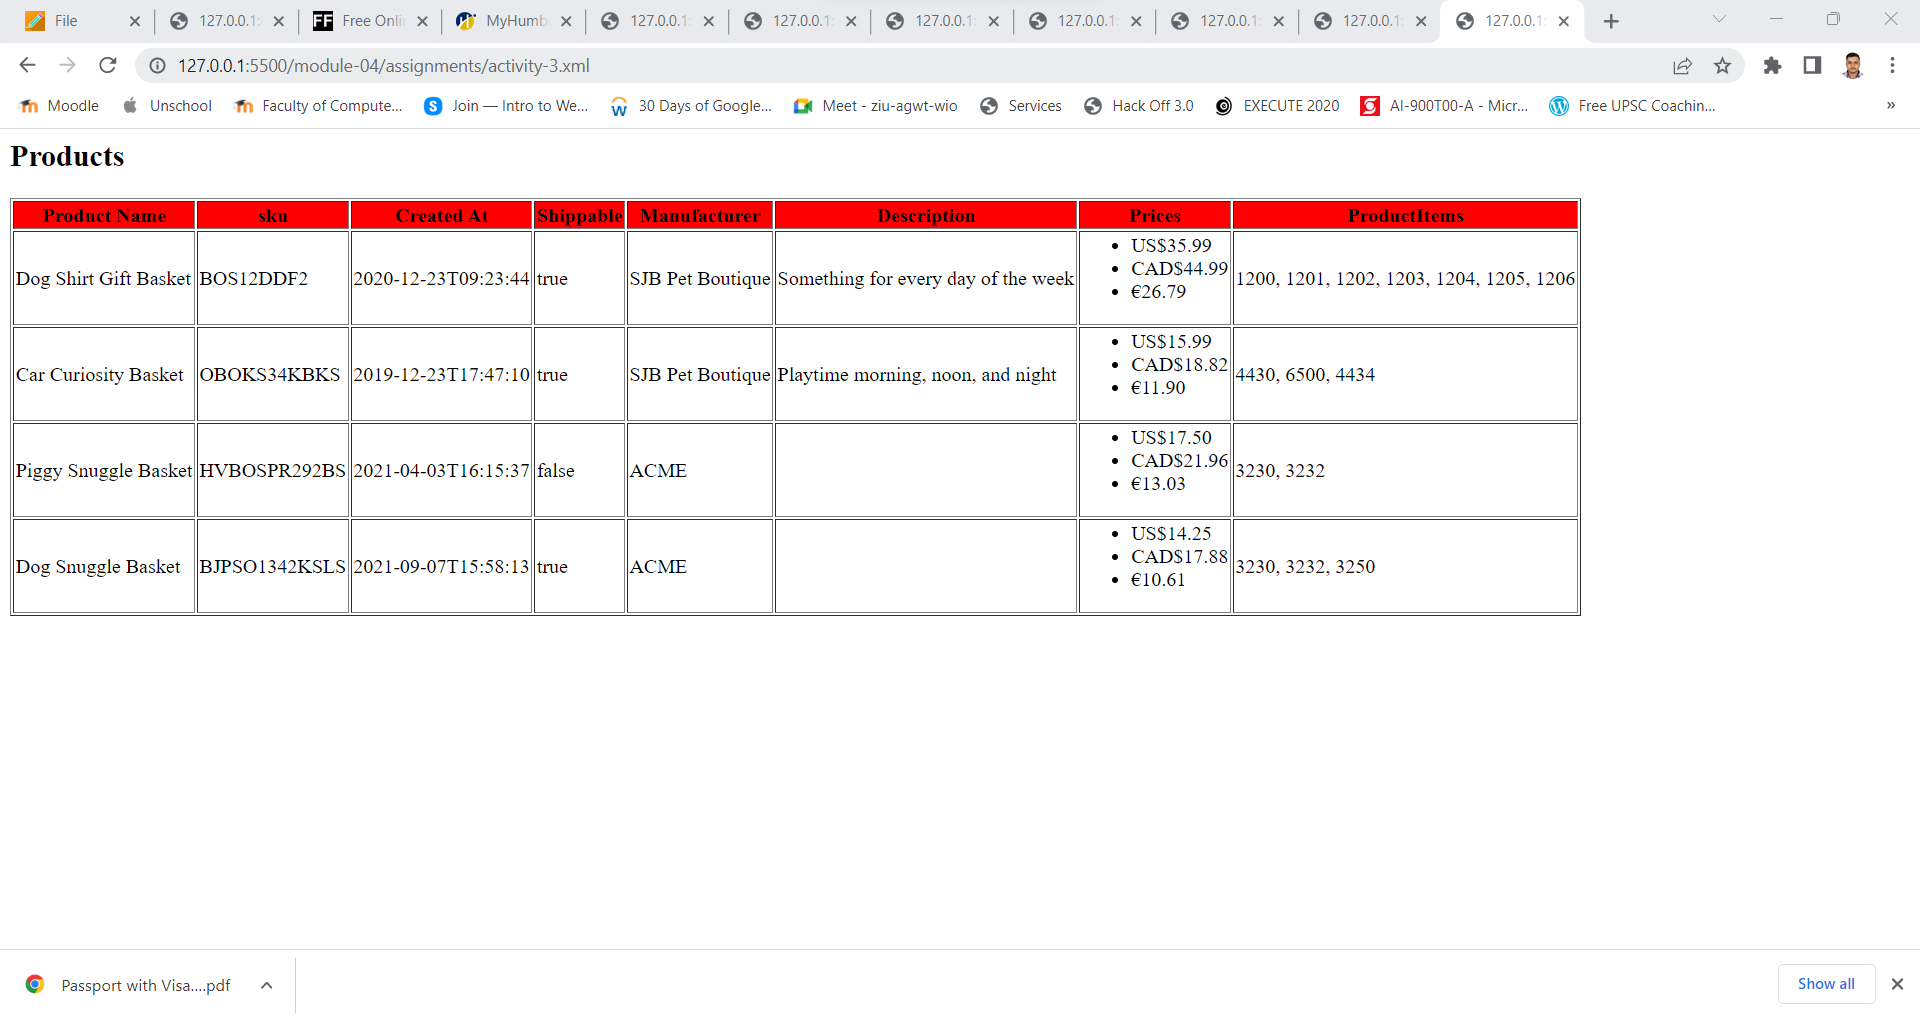 File 127.0.0.1: Free Onlin MyHumb 127.0.0.1: 127.0.0.1: 127.0.0.1: 127.0.0.1: 127.0.0.1: 127.0.0.1: 127.0.0.1:
127.0.0.1:5500/module-04/assignments/activity-3.xml
Moodle Unschool Faculty of Compute... Join — Intro to We... 30 Days of Google... Meet - ziu-agwt-wio Services Hack Off 3.0 EXECUTE 2020 AI-900T00-A - Micr... Free UPSC Coachin... »
Products
Product Name sku Created At Shippable Manufacturer Description Prices ProductItems
Dog Shirt Gift Basket BOS12DDF2 2020-12-23T09:23:44 true SJB Pet Boutique Something for every day of the week
• US$35.99
• CAD$44.99
• €26.79
1200, 1201, 1202, 1203, 1204, 1205, 1206
Car Curiosity Basket OBOKS34KBKS 2019-12-23T17:47:10 true SJB Pet Boutique Playtime morning, noon, and night
• US$15.99
• CAD$18.82
• €11.90
4430, 6500, 4434
Piggy Snuggle Basket HVBOSPR292BS 2021-04-03T16:15:37 false ACME
• US$17.50
• CAD$21.96
• €13.03
3230, 3232
Dog Snuggle Basket BJPSO1342KSLS 2021-09-07T15:58:13 true ACME
• US$14.25
• CAD$17.88
• €10.61
3230, 3232, 3250
Passport with Visa....pdf Show all